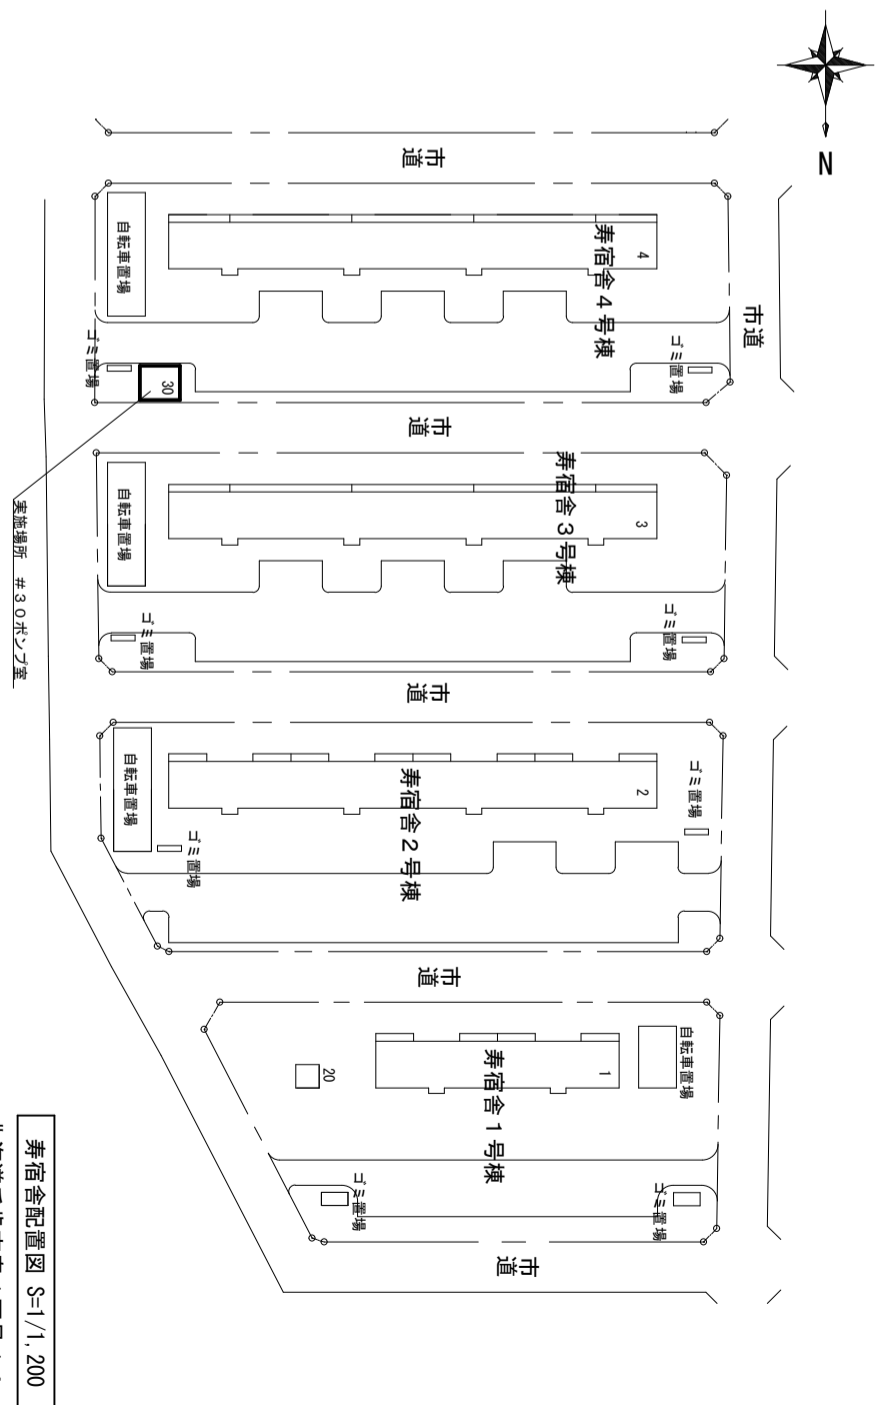 N
市道
自転車置場
4
寿宿舎4号棟
市道
ゴミ置場
30
ゴミ置場
市道
実施場所 #30ポンプ室
自転車置場
3
寿宿舎3号棟
ゴミ置場
ゴミ置場
市道
自転車置場
2
寿宿舎2号棟
ゴミ置場
ゴミ置場
市道
自転車置場
1
寿宿舎1号棟
20
ゴミ置場
ゴミ置場
市道
寿宿舎配置図 S=1/1,200